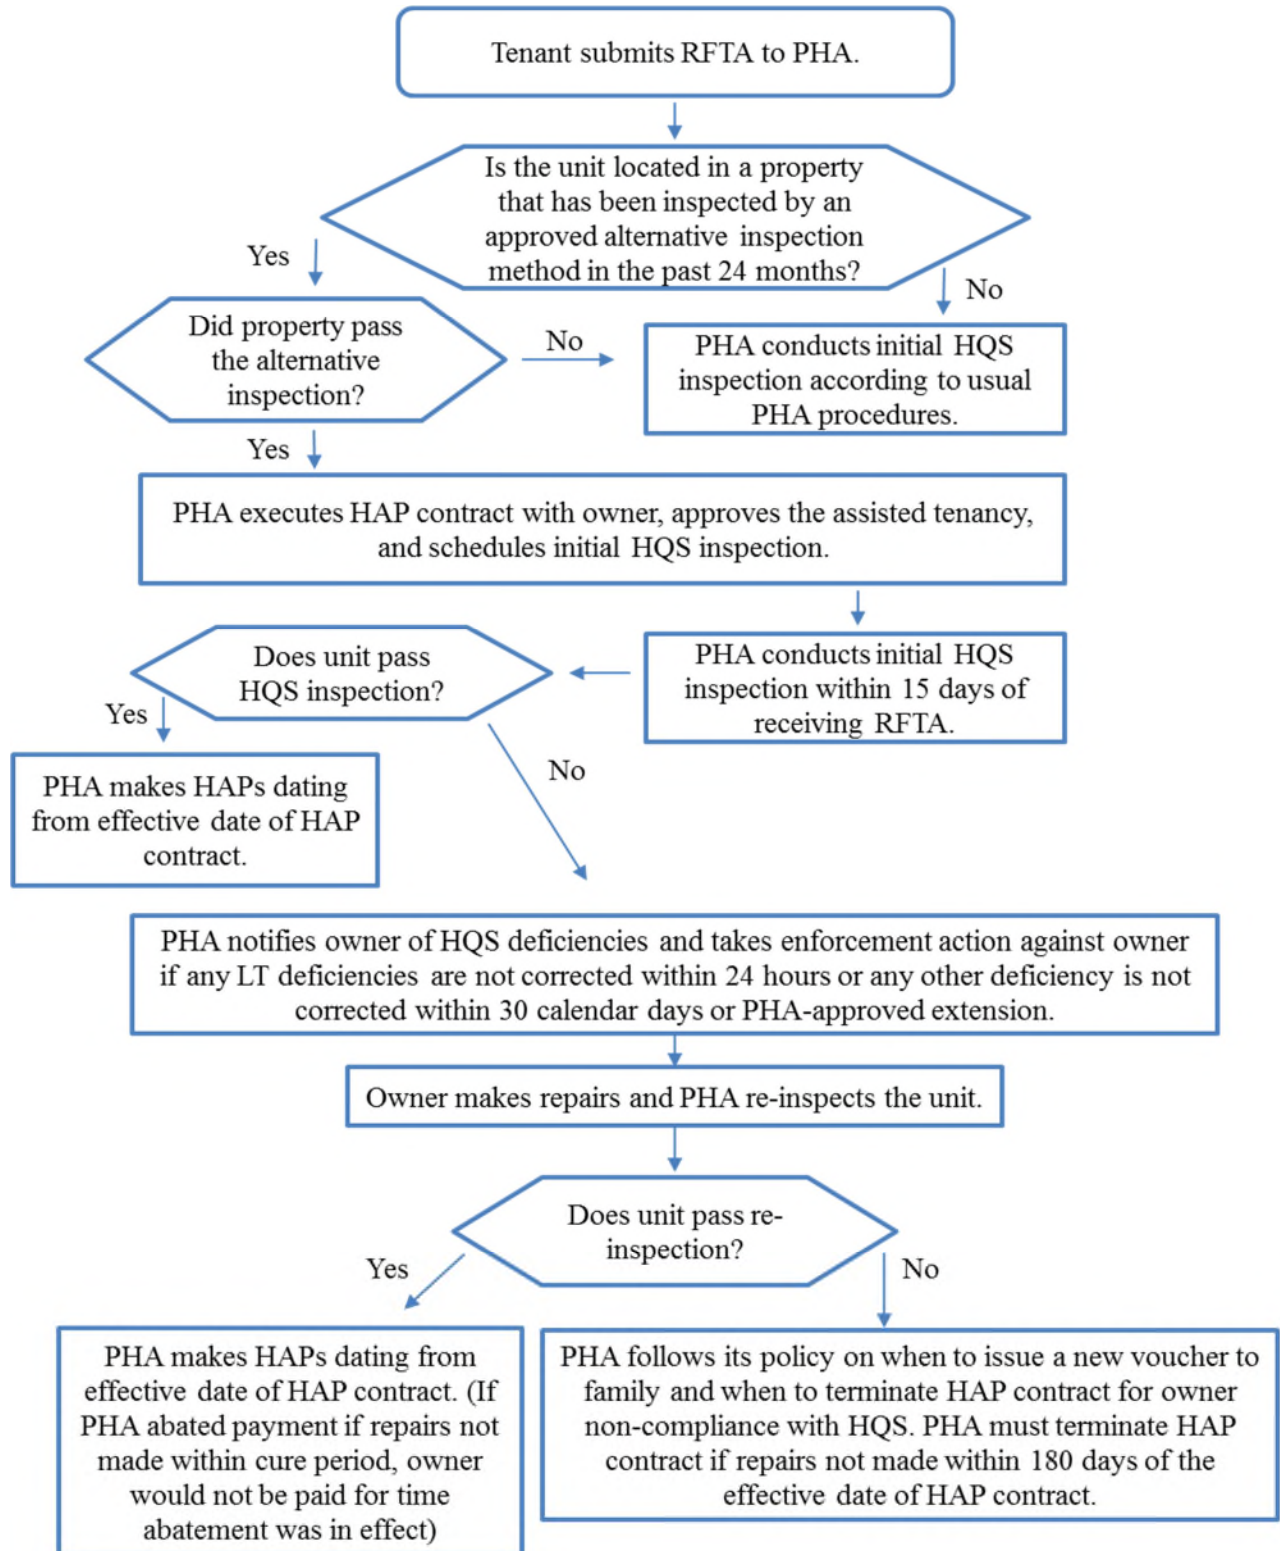 Tenant submits RFTA to PHA.
Is the unit located in a property
that has been inspected by an
approved alternative inspection
method in the past 24 months?
Yes
No
Did property pass
the alternative
inspection?
No
PHA conducts initial HQS
inspection according to usual
PHA procedures.
Yes
PHA executes HAP contract with owner, approves the assisted tenancy,
and schedules initial HQS inspection.
PHA conducts initial HQS
inspection within 15 days of
receiving RFTA.
Does unit pass
HQS inspection?
Yes
No
PHA makes HAPs dating
from effective date of HAP
contract.
PHA notifies owner of HQS deficiencies and takes enforcement action against owner
if any LT deficiencies are not corrected within 24 hours or any other deficiency is not
corrected within 30 calendar days or PHA-approved extension.
Owner makes repairs and PHA re-inspects the unit.
Does unit pass re-
inspection?
Yes
No
PHA makes HAPs dating from
effective date of HAP contract. (If
PHA abated payment if repairs not
made within cure period, owner
would not be paid for time
abatement was in effect)
PHA follows its policy on when to issue a new voucher to
family and when to terminate HAP contract for owner
non-compliance with HQS. PHA must terminate HAP
contract if repairs not made within 180 days of the
effective date of HAP contract.